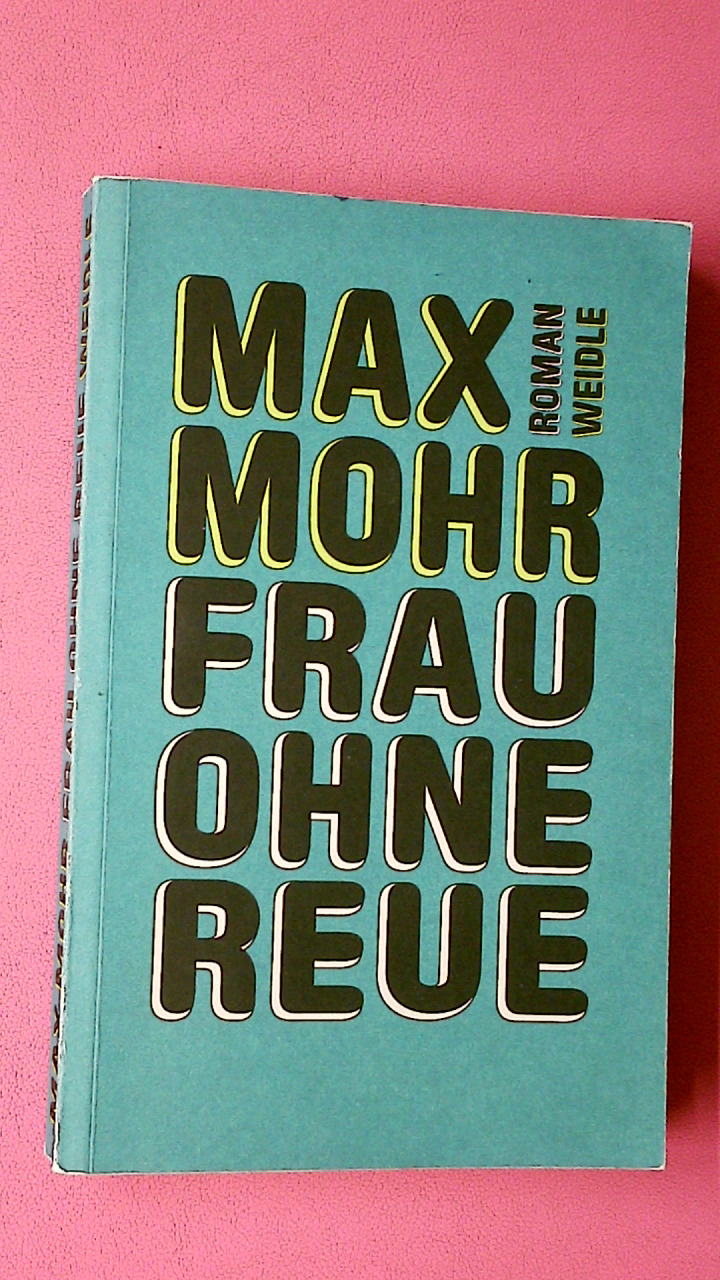 MAX
MOHR
FRAU
OHNE
REUE
ROMAN
WEIDLE
MAX MOHR FRAU OHNE REUE WEIDLE